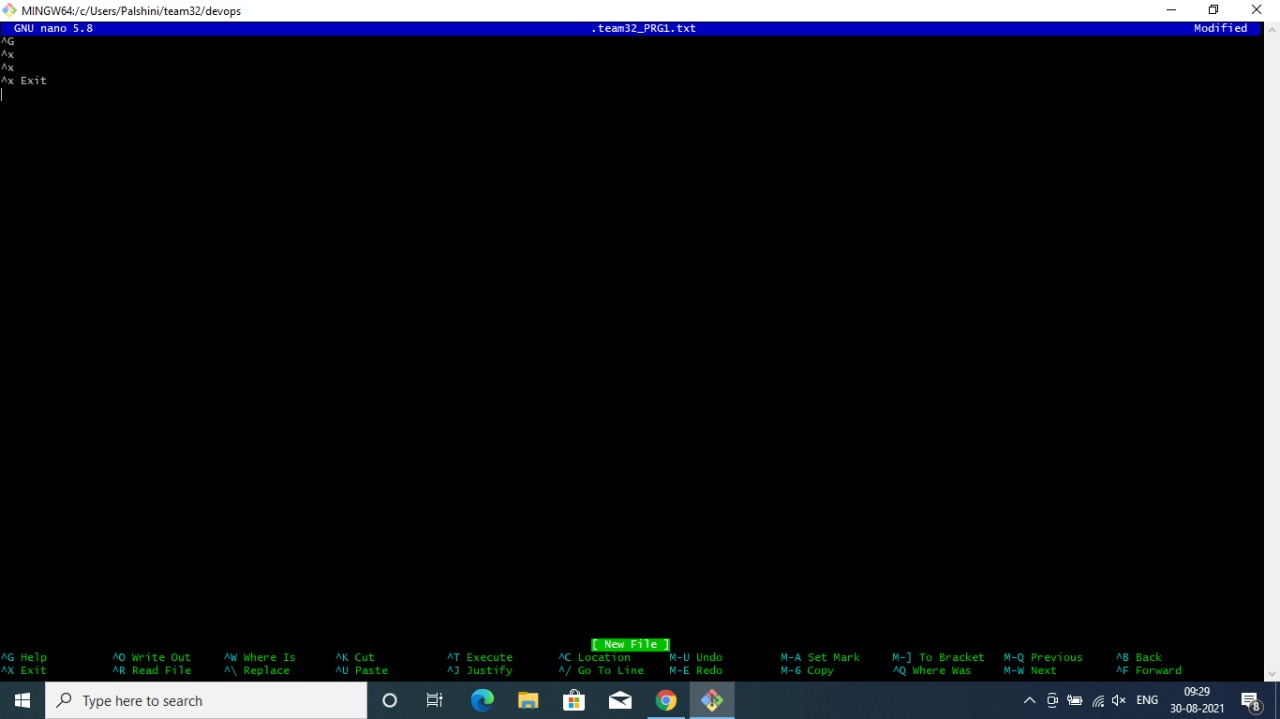 MINGW64:/c/Users/Palshini/team32/devops
GNU nano 5.8 .team32_PRG1.txt Modified
^G
^x
^x
^x Exit
[ New File ]
^G Help ^O Write Out ^W Where Is ^K Cut ^T Execute ^C Location M-U Undo M-A Set Mark M-] To Bracket M-Q Previous ^B Back
^X Exit ^R Read File ^\ Replace ^U Paste ^J Justify ^/ Go To Line M-E Redo M-6 Copy ^Q Where Was M-W Next ^F Forward
Type here to search
ENG
09:29
30-08-2021
8